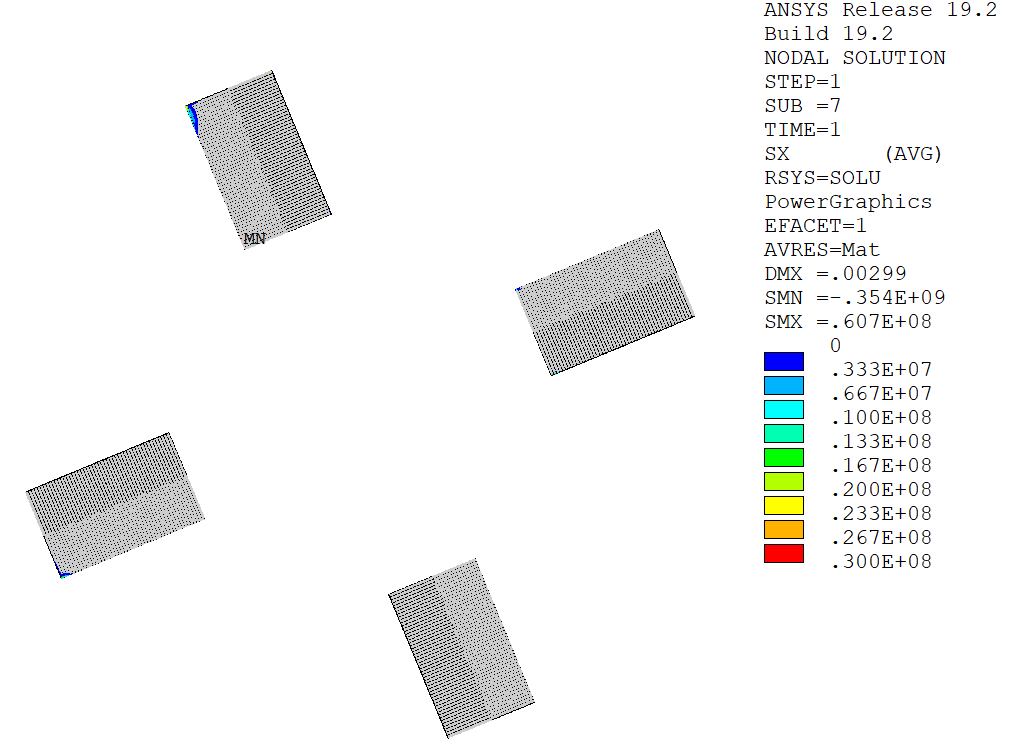 ANSYS Release 19.2
Build 19.2
NODAL SOLUTION
STEP=1
SUB =7
TIME=1
SX (AVG)
RSYS=SOLU
PowerGraphics
EFACET=1
AVRES=Mat
DMX =.00299
SMN =-.354E+09
SMX =.607E+08
0
.333E+07
.667E+07
.100E+08
.133E+08
.167E+08
.200E+08
.233E+08
.267E+08
.300E+08
MN